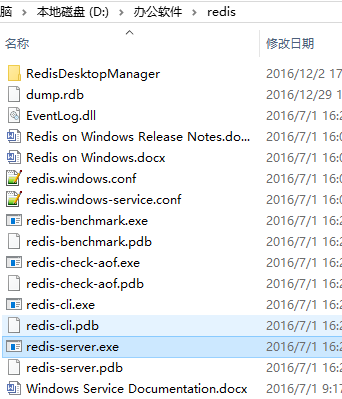 脑 › 本地磁盘 (D:) › 办公软件 › redis
名称 修改日期
RedisDesktopManager 2016/12/2 17
dump.rdb 2016/12/29 1
EventLog.dll 2016/7/1 16:2
Redis on Windows Release Notes.do... 2016/7/1 16:0
Redis on Windows.docx 2016/7/1 16:0
redis.windows.conf 2016/7/1 16:0
redis.windows-service.conf 2016/7/1 16:0
redis-benchmark.exe 2016/7/1 16:2
redis-benchmark.pdb 2016/7/1 16:2
redis-check-aof.exe 2016/7/1 16:2
redis-check-aof.pdb 2016/7/1 16:2
redis-cli.exe 2016/7/1 16:2
redis-cli.pdb 2016/7/1 16:2
redis-server.exe 2016/7/1 16:2
redis-server.pdb 2016/7/1 16:2
Windows Service Documentation.docx 2016/7/1 9:17